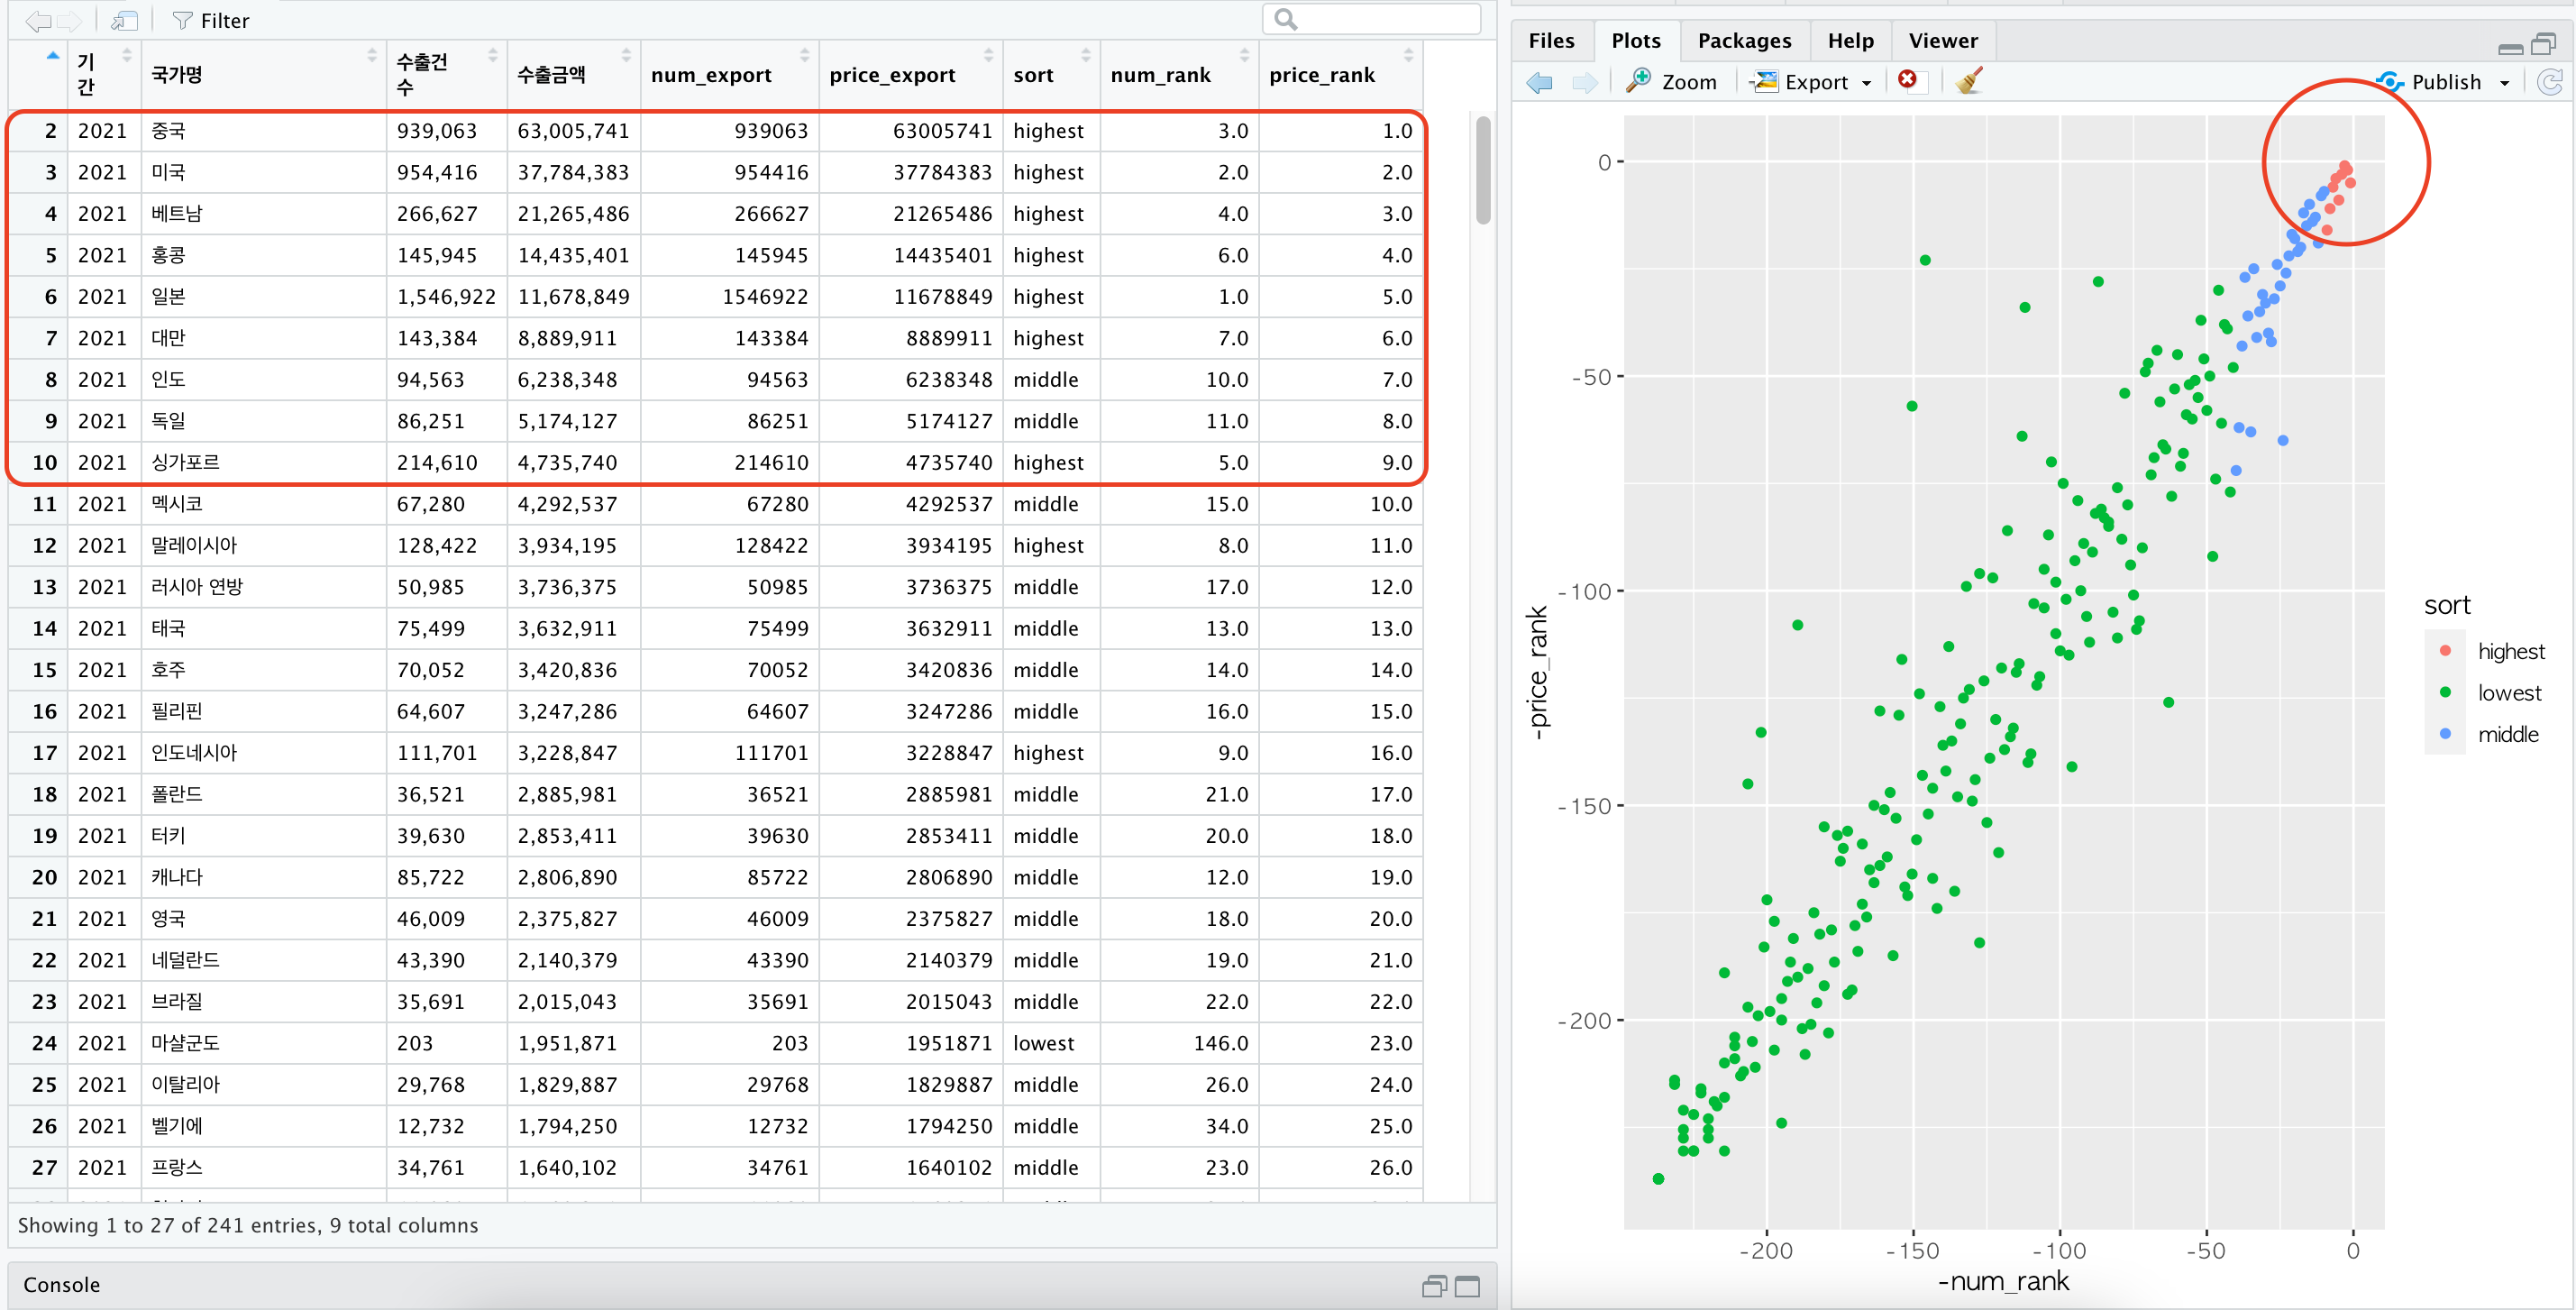 Filter
기간 국가명 수출건수 수출금액 num_export price_export sort num_rank price_rank
2 2021 중국 939,063 63,005,741 939063 63005741 highest 3.0 1.0
3 2021 미국 954,416 37,784,383 954416 37784383 highest 2.0 2.0
4 2021 베트남 266,627 21,265,486 266627 21265486 highest 4.0 3.0
5 2021 홍콩 145,945 14,435,401 145945 14435401 highest 6.0 4.0
6 2021 일본 1,546,922 11,678,849 1546922 11678849 highest 1.0 5.0
7 2021 대만 143,384 8,889,911 143384 8889911 highest 7.0 6.0
8 2021 인도 94,563 6,238,348 94563 6238348 middle 10.0 7.0
9 2021 독일 86,251 5,174,127 86251 5174127 middle 11.0 8.0
10 2021 싱가포르 214,610 4,735,740 214610 4735740 highest 5.0 9.0
11 2021 멕시코 67,280 4,292,537 67280 4292537 middle 15.0 10.0
12 2021 말레이시아 128,422 3,934,195 128422 3934195 highest 8.0 11.0
13 2021 러시아 연방 50,985 3,736,375 50985 3736375 middle 17.0 12.0
14 2021 태국 75,499 3,632,911 75499 3632911 middle 13.0 13.0
15 2021 호주 70,052 3,420,836 70052 3420836 middle 14.0 14.0
16 2021 필리핀 64,607 3,247,286 64607 3247286 middle 16.0 15.0
17 2021 인도네시아 111,701 3,228,847 111701 3228847 highest 9.0 16.0
18 2021 폴란드 36,521 2,885,981 36521 2885981 middle 21.0 17.0
19 2021 터키 39,630 2,853,411 39630 2853411 middle 20.0 18.0
20 2021 캐나다 85,722 2,806,890 85722 2806890 middle 12.0 19.0
21 2021 영국 46,009 2,375,827 46009 2375827 middle 18.0 20.0
22 2021 네덜란드 43,390 2,140,379 43390 2140379 middle 19.0 21.0
23 2021 브라질 35,691 2,015,043 35691 2015043 middle 22.0 22.0
24 2021 마샬군도 203 1,951,871 203 1951871 lowest 146.0 23.0
25 2021 이탈리아 29,768 1,829,887 29768 1829887 middle 26.0 24.0
26 2021 벨기에 12,732 1,794,250 12732 1794250 middle 34.0 25.0
27 2021 프랑스 34,761 1,640,102 34761 1640102 middle 23.0 26.0
Showing 1 to 27 of 241 entries, 9 total columns
Console
Files Plots Packages Help Viewer
Zoom Export Publish
0
-50
-100
-150
-200
-price_rank
-200 -150 -100 -50 0
-num_rank
sort
highest
lowest
middle